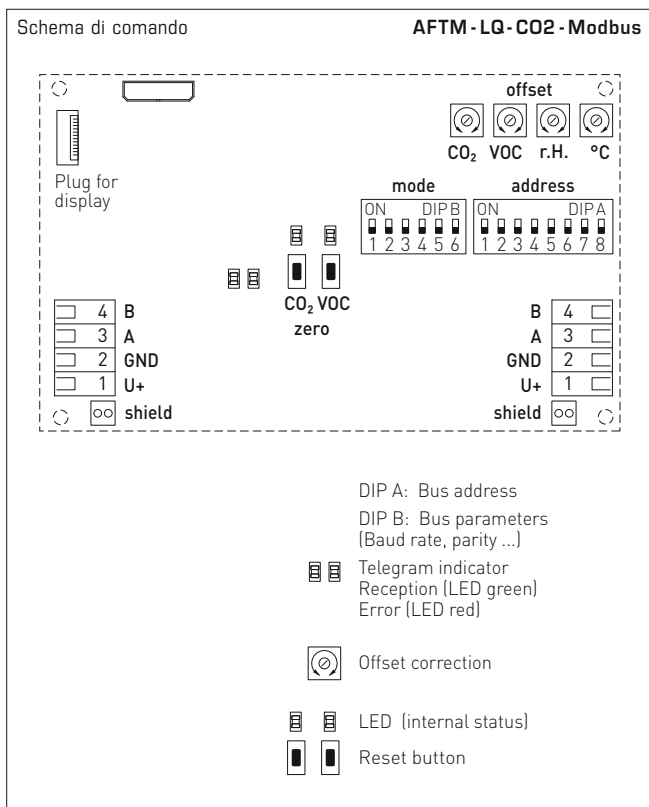 Schema di comando AFTM-LQ-CO2-Modbus
offset
CO₂ VOC r.H. °C
Plug for
display
mode address
ON DIP B ON DIP A
1 2 3 4 5 6 1 2 3 4 5 6 7 8
CO₂ VOC
zero
4 B
3 A
2 GND
1 U+
shield
B 4
A 3
GND 2
U+ 1
shield
DIP A: Bus address
DIP B: Bus parameters
(Baud rate, parity ...)
Telegram indicator
Reception (LED green)
Error (LED red)
Offset correction
LED (internal status)
Reset button